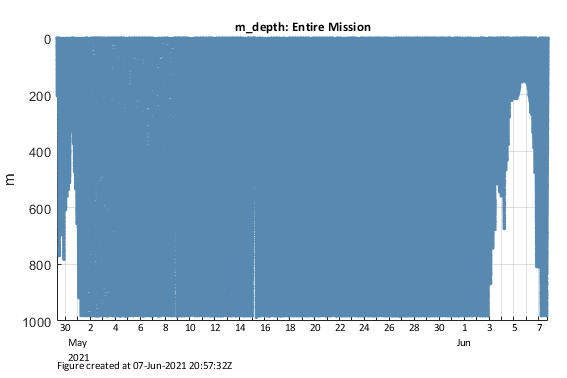 m_depth: Entire Mission
0
200
400
600
800
1000
m
30 2 4 6 8 10 12 14 16 18 20 22 24 26 28 30 1 3 5 7
May Jun
2021
Figure created at 07-Jun-2021 20:57:32Z